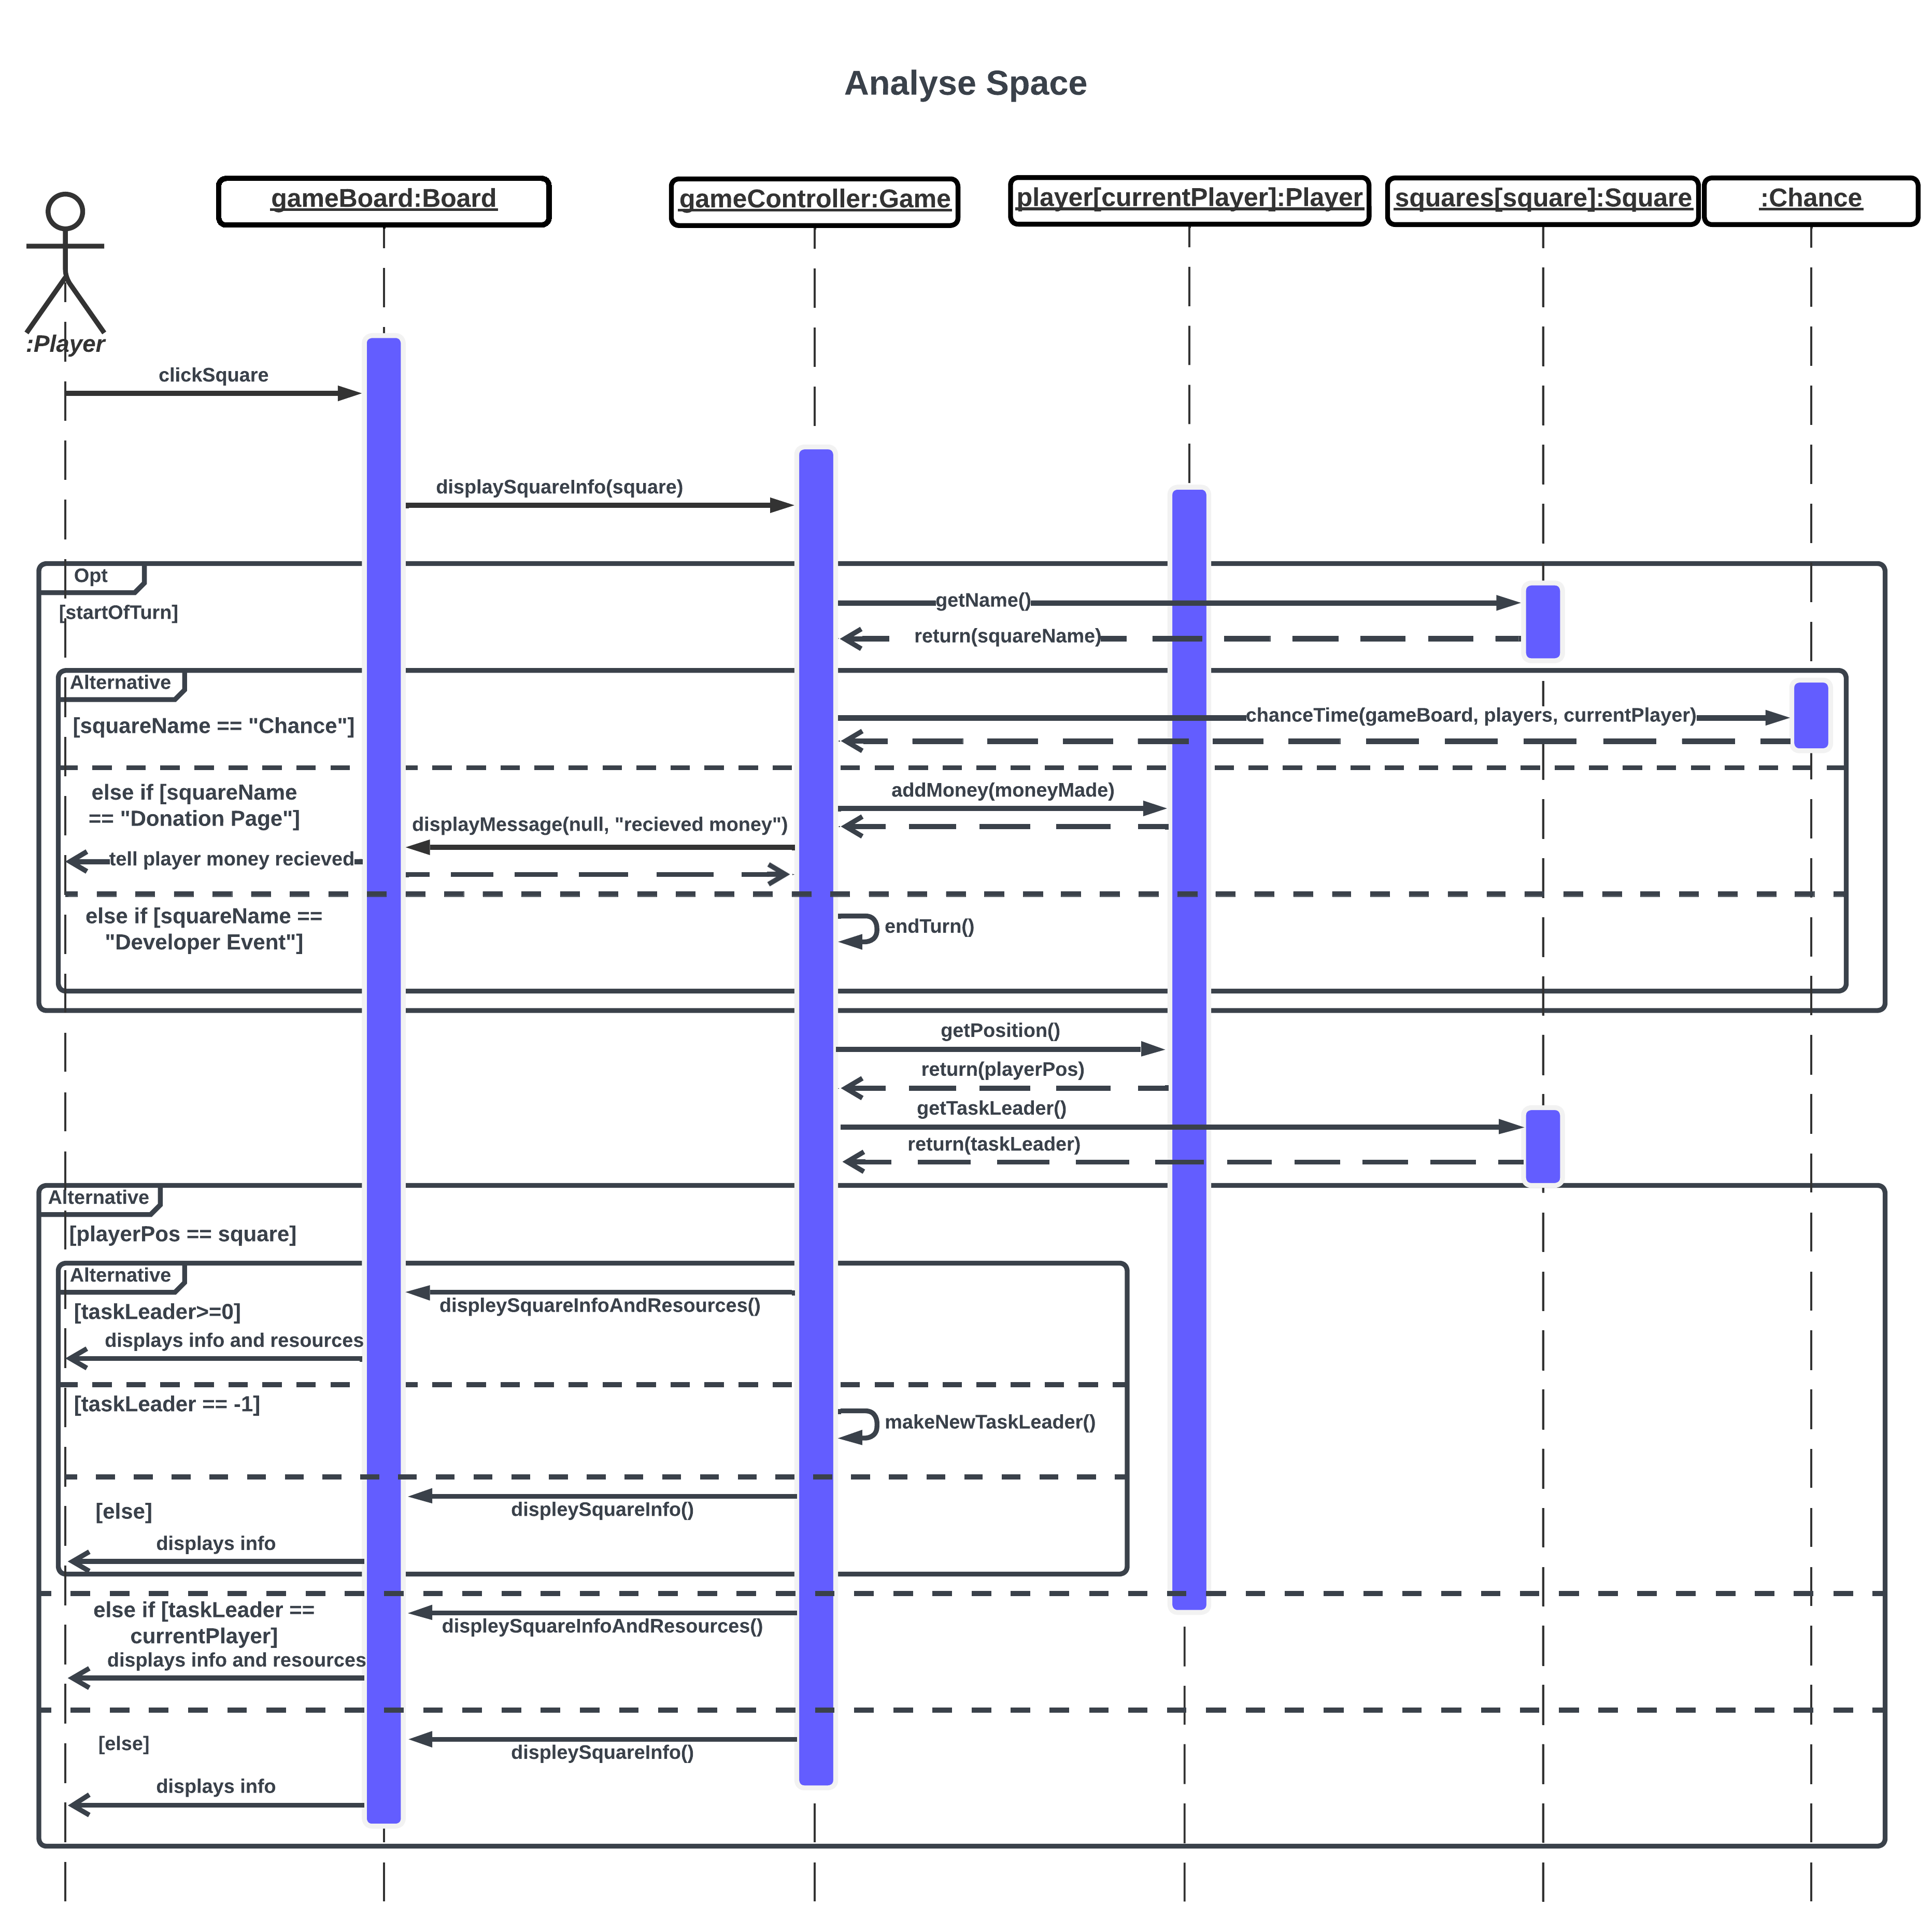 Analyse Space
gameBoard:Board
gameController:Game
player[currentPlayer]:Player
squares[square]:Square
:Chance
:Player
clickSquare
displaySquareInfo(square)
Opt
[startOfTurn]
getName()
return(squareName)
Alternative
[squareName == "Chance"]
chanceTime(gameBoard, players, currentPlayer)
else if [squareName
== "Donation Page"]
addMoney(moneyMade)
displayMessage(null, "recieved money")
tell player money recieved
else if [squareName ==
"Developer Event"]
endTurn()
getPosition()
return(playerPos)
getTaskLeader()
return(taskLeader)
Alternative
[playerPos == square]
Alternative
[taskLeader>=0]
displeySquareInfoAndResources()
displays info and resources
[taskLeader == -1]
makeNewTaskLeader()
[else]
displeySquareInfo()
displays info
else if [taskLeader ==
currentPlayer]
displeySquareInfoAndResources()
displays info and resources
[else]
displeySquareInfo()
displays info